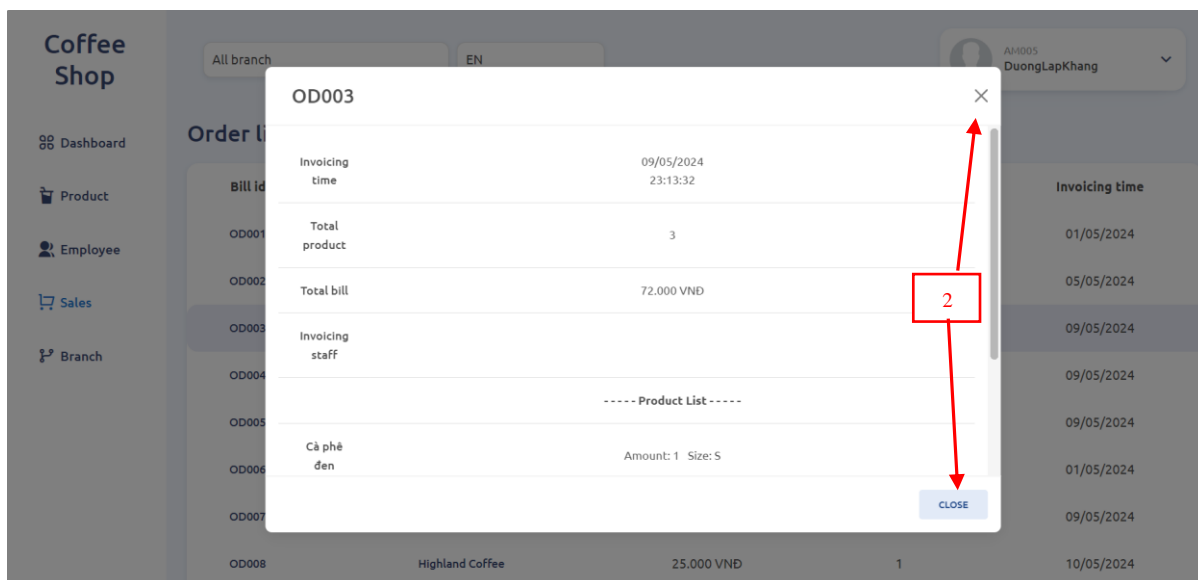 Coffee
Shop
All branch
EN
AM005
DuongLapKhang
Dashboard
Product
Employee
Sales
Branch
Order li
Bill id
Invoicing time
OD001
01/05/2024
OD002
05/05/2024
OD003
09/05/2024
OD004
09/05/2024
OD005
09/05/2024
OD006
01/05/2024
OD007
09/05/2024
OD008 Highland Coffee 25.000 VNĐ 1 10/05/2024
OD003
Invoicing
time
09/05/2024
23:13:32
Total
product
3
Total bill
72.000 VNĐ
Invoicing
staff
----- Product List -----
Cà phê
đen
Amount: 1 Size: S
CLOSE
2